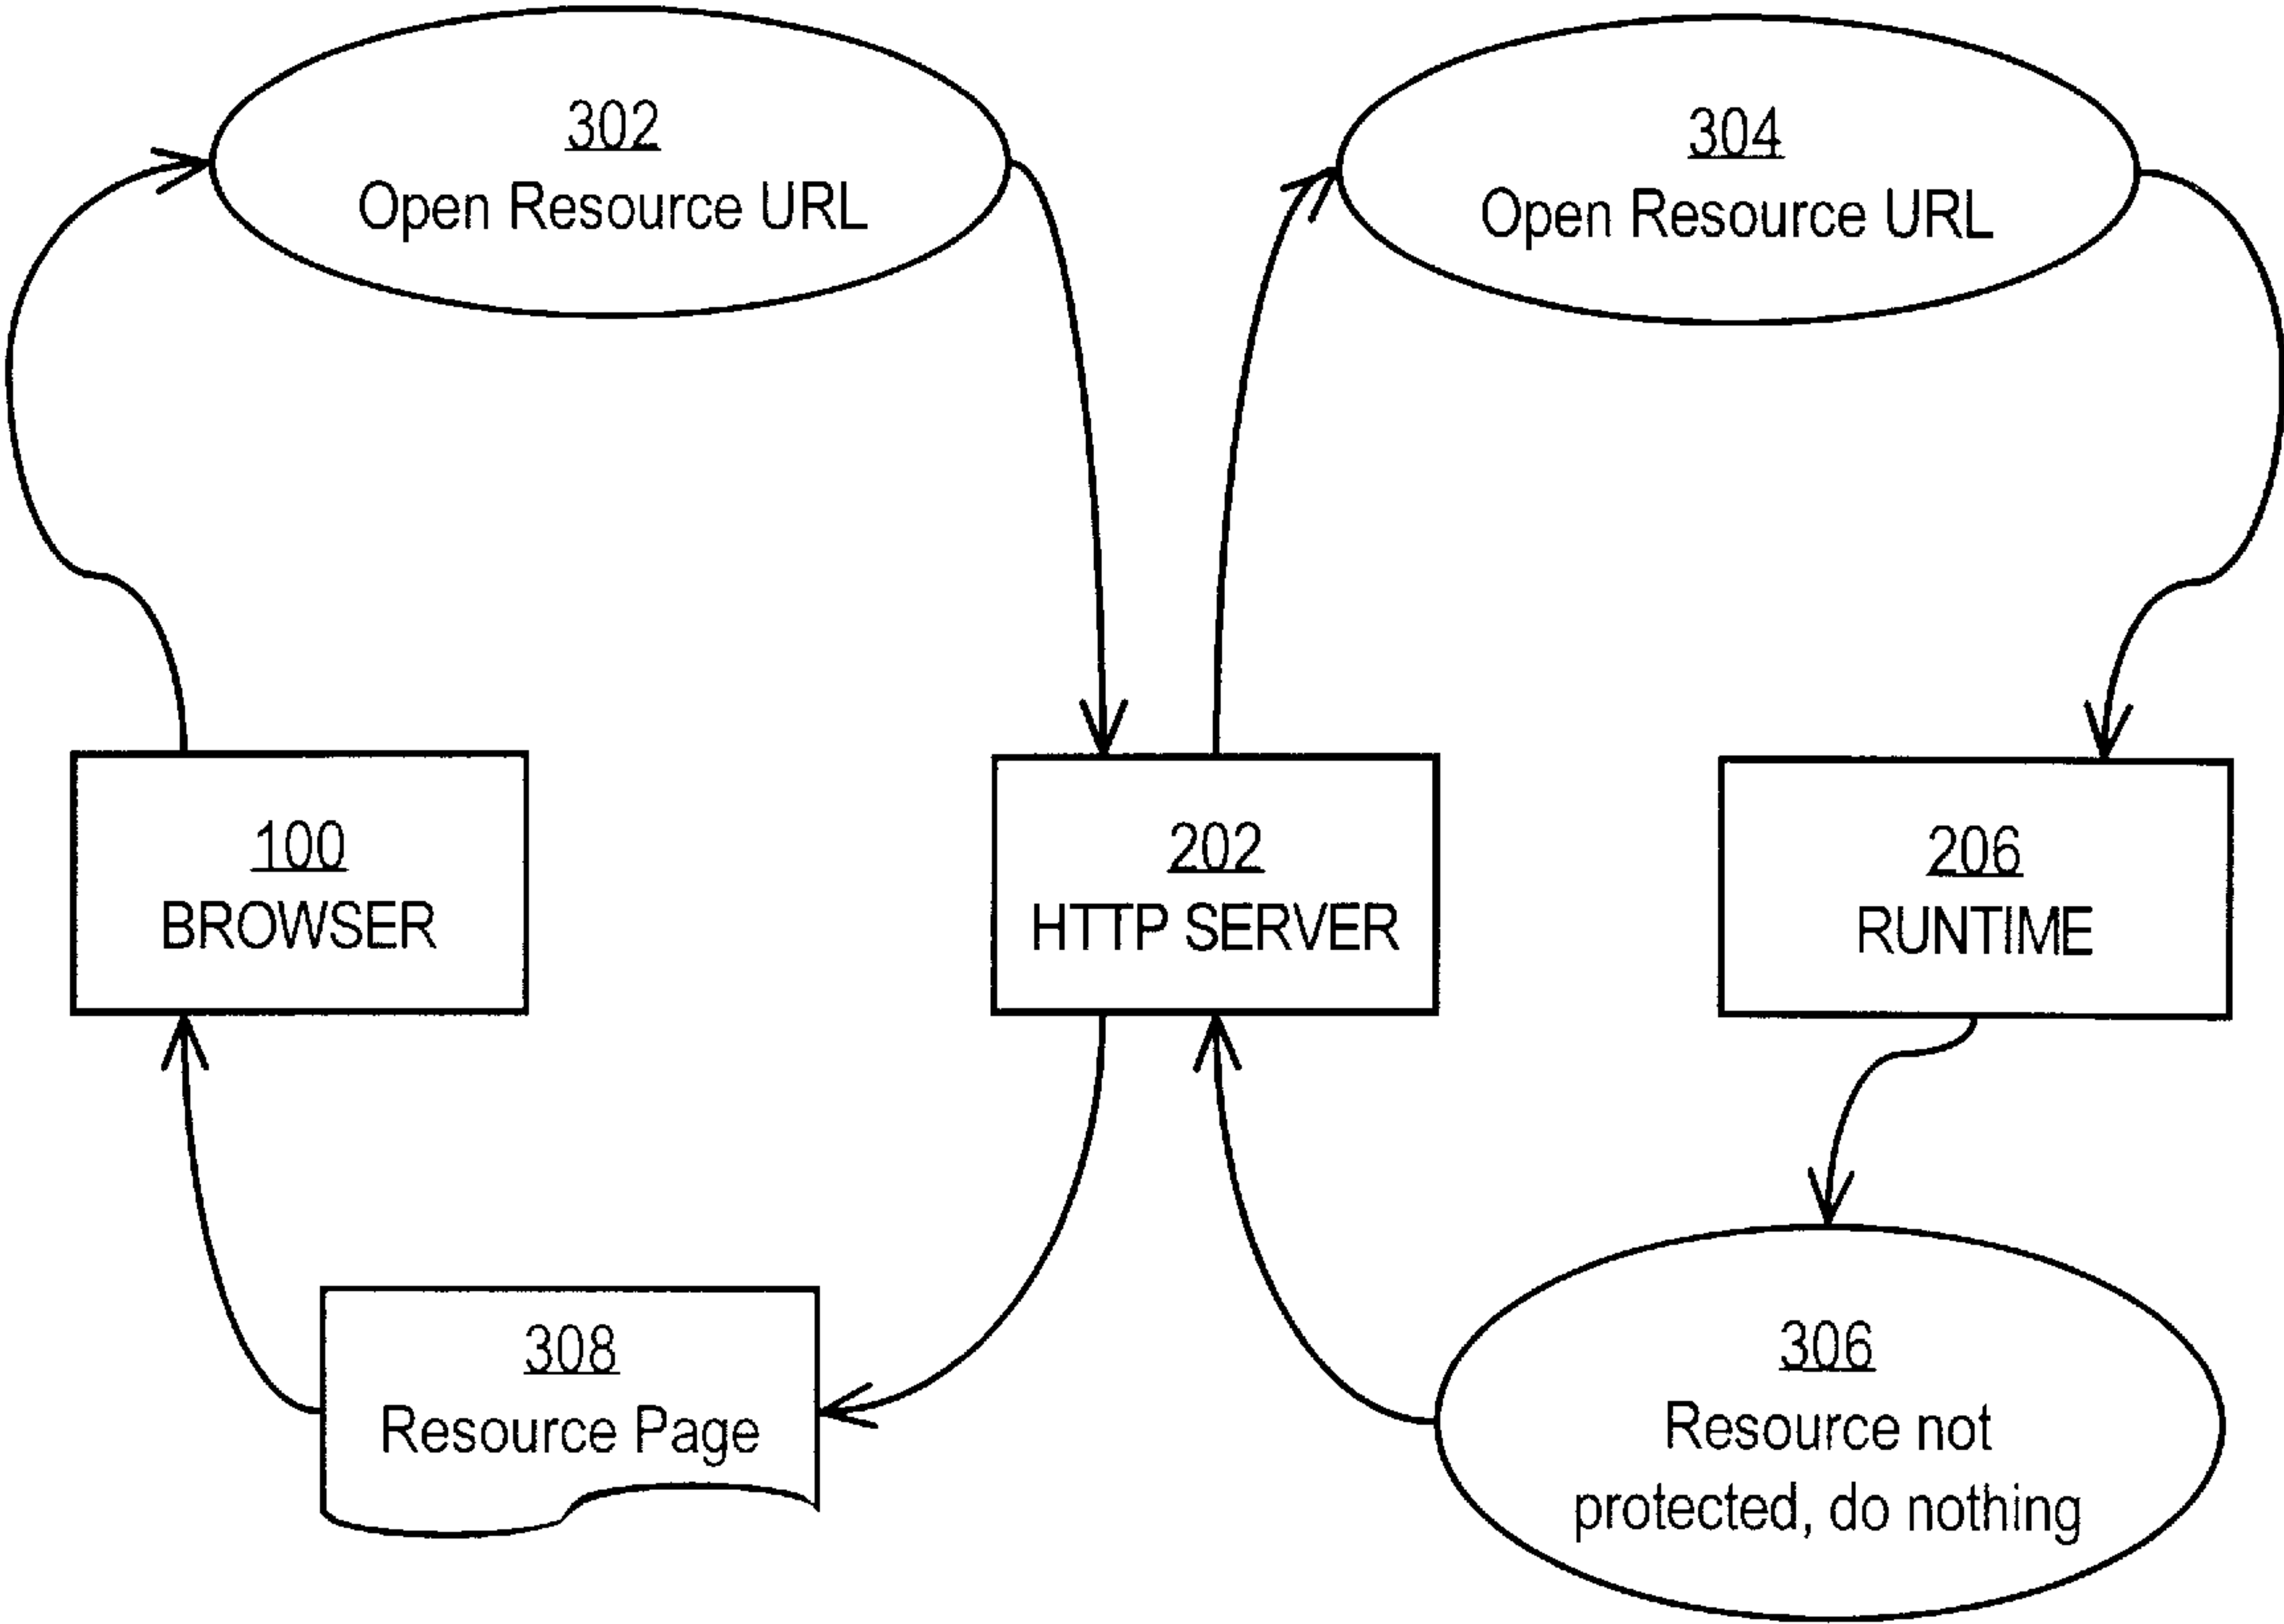 302
Open Resource URL
304
Open Resource URL
100
BROWSER
202
HTTP SERVER
206
RUNTIME
308
Resource Page
306
Resource not
protected, do nothing